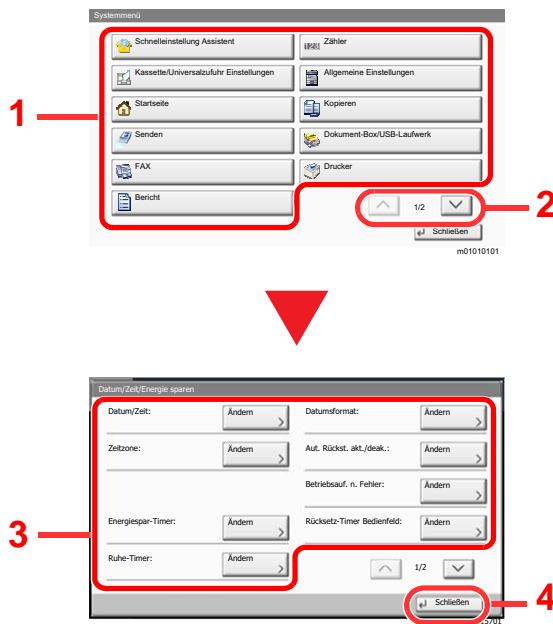 Systemmenü
Schnelleinstellung Assistent
Zähler
Kassette/Universalzufuhr Einstellungen
Allgemeine Einstellungen
Startseite
Kopieren
Senden
Dokument-Box/USB-Laufwerk
FAX
Drucker
Bericht
1/2
Schließen
m01010101
1
2
Datum/Zeit/Energie sparen
Datum/Zeit: Ändern
Datumsformat: Ändern
Zeitzone: Ändern
Aut. Rückst. akt./deak.: Ändern
Betriebsauf. n. Fehler: Ändern
Energiespar-Timer: Ändern
Rücksetz-Timer Bedienfeld: Ändern
Ruhe-Timer: Ändern
1/2
Schließen
3
4